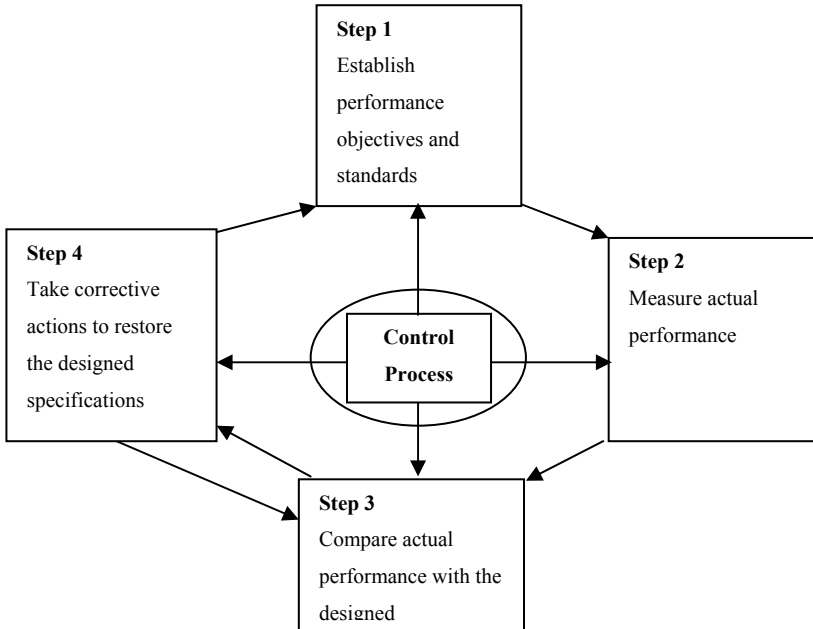 Step 1
Establish
performance
objectives and
standards
Step 4
Take corrective
actions to restore
the designed
specifications
Control
Process
Step 2
Measure actual
performance
Step 3
Compare actual
performance with the
designed